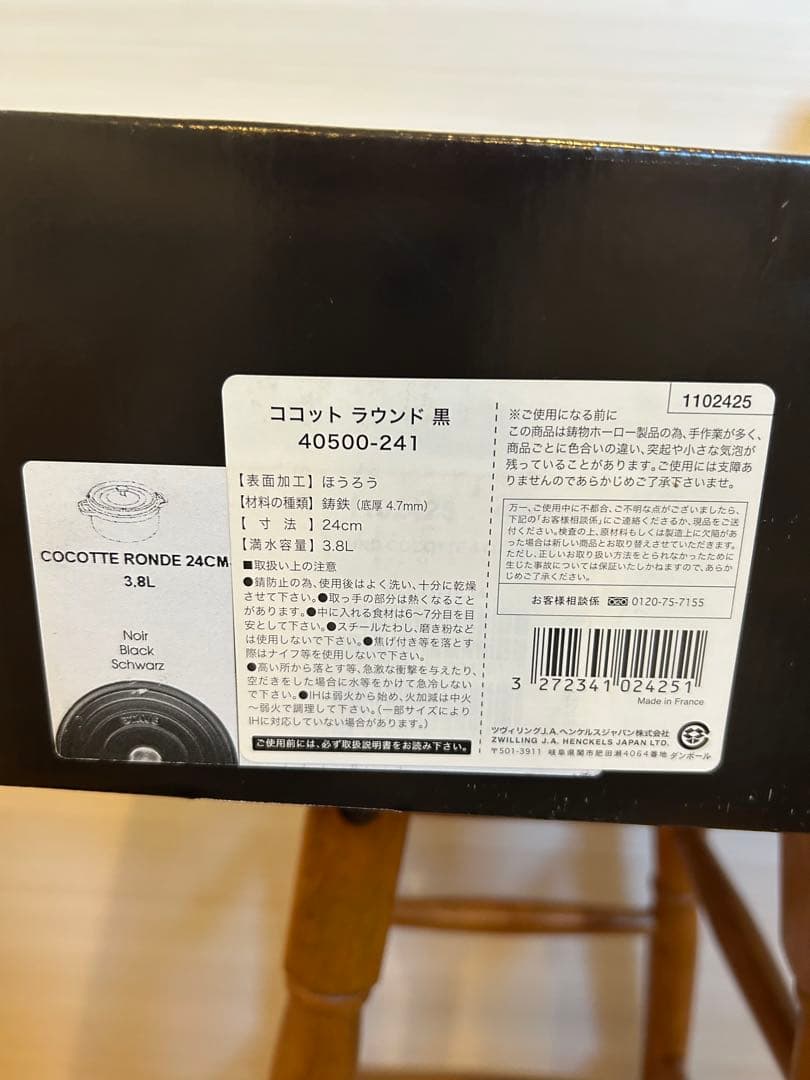 COCOTTE RONDE 24CM
3.8L
Noir
Black
Schwarz
STAUB
ココット ラウンド 黒
40500-241
【表面加工】ほうろう
【材料の種類】鋳鉄（底厚 4.7mm）
【 寸 法 】24cm
【満水容量】3.8L
■取扱い上の注意
●錆防止の為、使用後はよく洗い、十分に乾燥
させて下さい。●取っ手の部分は熱くなること
があります。●中に入れる食材は6～7分目を目
安として下さい。●スチールたわし、磨き粉など
は使用しないで下さい。●焦げ付き等を落とす
際はナイフ等を使用しないで下さい。
●高い所から落とす等、急激な衝撃を与えたり、
空だきをした場合に水等をかけて急冷しない
で下さい。●IHは弱火から始め、火加減は中火
～弱火で調理して下さい。（一部サイズにより
IHに対応していない場合があります。）
ご使用前には、必ず取扱説明書をお読み下さい。
1102425
※ご使用になる前に
この商品は鋳物ホーロー製品の為、手作業が多く、
商品ごとに色合いの違い、突起や小さな気泡が
残っていることがあります。ご使用には支障あ
りませんのであらかじめご了承下さいませ。
万一、ご使用中に不都合、ご不明な点がございましたら、
下記の「お客様相談係」にご連絡くださるか、現品をご送
付ください。検査の上、原材料もしくは製造上に欠陥があ
った場合は新しい商品とお取り替えさせていただきます。
ただし、正しいお取り扱い方法をとられなかったために
生じた事故については保証いたしかねますので、あらか
じめご了承ください。
お客様相談係 0120-75-7155
3 272341 024251
Made in France
ツヴィリングJ.A.ヘンケルスジャパン株式会社
ZWILLING J.A. HENCKELS JAPAN LTD.
〒501-3911 岐阜県関市肥田瀬4064番地
ダンボール